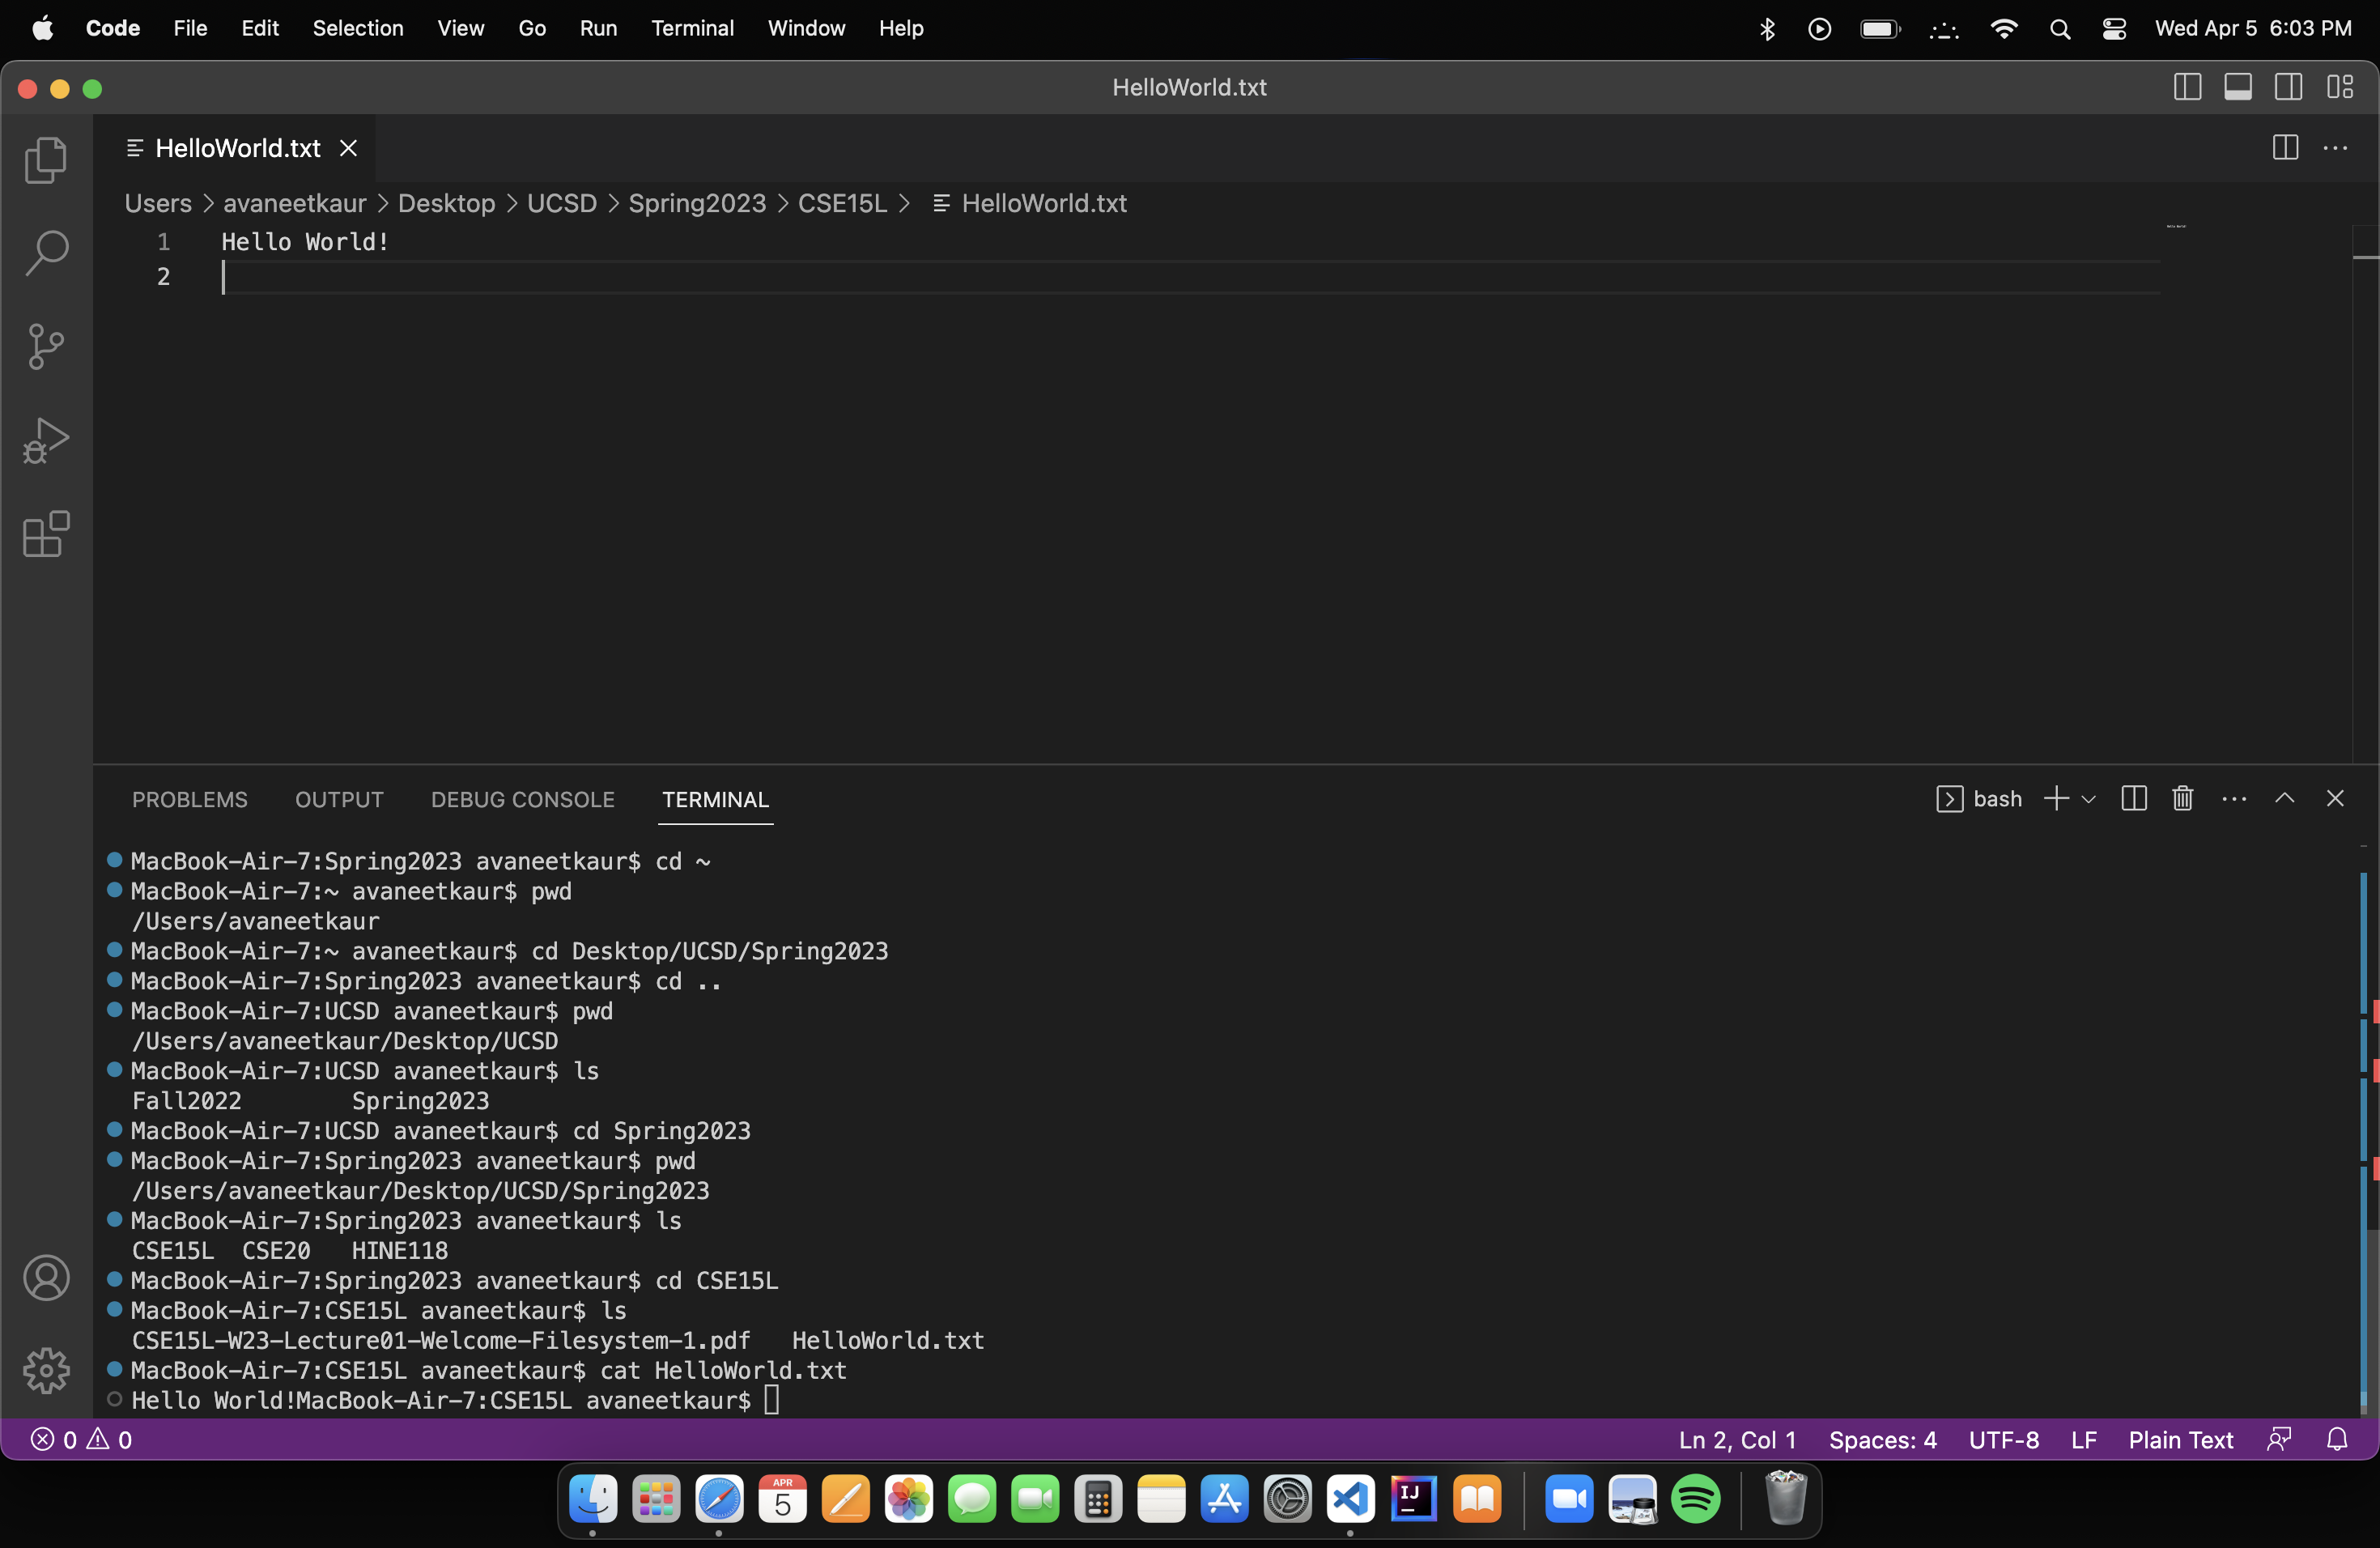 Code File Edit Selection View Go Run Terminal Window Help Wed Apr 5 6:03 PM
HelloWorld.txt
HelloWorld.txt
Users > avaneetkaur > Desktop > UCSD > Spring2023 > CSE15L > HelloWorld.txt
1 Hello World!
2
PROBLEMS OUTPUT DEBUG CONSOLE TERMINAL bash
MacBook-Air-7:Spring2023 avaneetkaur$ cd ~
MacBook-Air-7:~ avaneetkaur$ pwd
/Users/avaneetkaur
MacBook-Air-7:~ avaneetkaur$ cd Desktop/UCSD/Spring2023
MacBook-Air-7:Spring2023 avaneetkaur$ cd ..
MacBook-Air-7:UCSD avaneetkaur$ pwd
/Users/avaneetkaur/Desktop/UCSD
MacBook-Air-7:UCSD avaneetkaur$ ls
Fall2022 Spring2023
MacBook-Air-7:UCSD avaneetkaur$ cd Spring2023
MacBook-Air-7:Spring2023 avaneetkaur$ pwd
/Users/avaneetkaur/Desktop/UCSD/Spring2023
MacBook-Air-7:Spring2023 avaneetkaur$ ls
CSE15L CSE20 HINE118
MacBook-Air-7:Spring2023 avaneetkaur$ cd CSE15L
MacBook-Air-7:CSE15L avaneetkaur$ ls
CSE15L-W23-Lecture01-Welcome-Filesystem-1.pdf HelloWorld.txt
MacBook-Air-7:CSE15L avaneetkaur$ cat HelloWorld.txt
Hello World!MacBook-Air-7:CSE15L avaneetkaur$
0 0 Ln 2, Col 1 Spaces: 4 UTF-8 LF Plain Text
APR
5
IJ